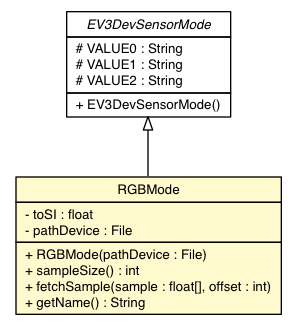 EV3DevSensorMode
# VALUE0 : String
# VALUE1 : String
# VALUE2 : String
+ EV3DevSensorMode()
RGBMode
- toSI : float
- pathDevice : File
+ RGBMode(pathDevice : File)
+ sampleSize() : int
+ fetchSample(sample : float[], offset : int)
+ getName() : String